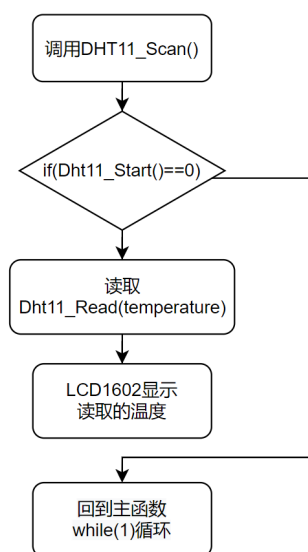 调用DHT11_Scan()
if(Dht11_Start()==0)
读取
Dht11_Read(temperature)
LCD1602显示
读取的温度
回到主函数
while(1)循环